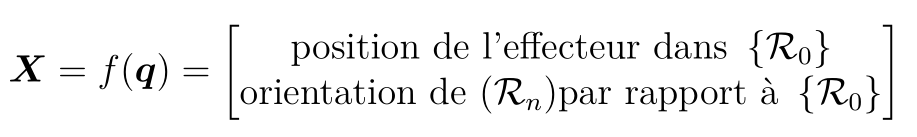 X = f(q) = [position de l'effecteur dans {R₀}
orientation de (Rₙ)par rapport à {R₀}]